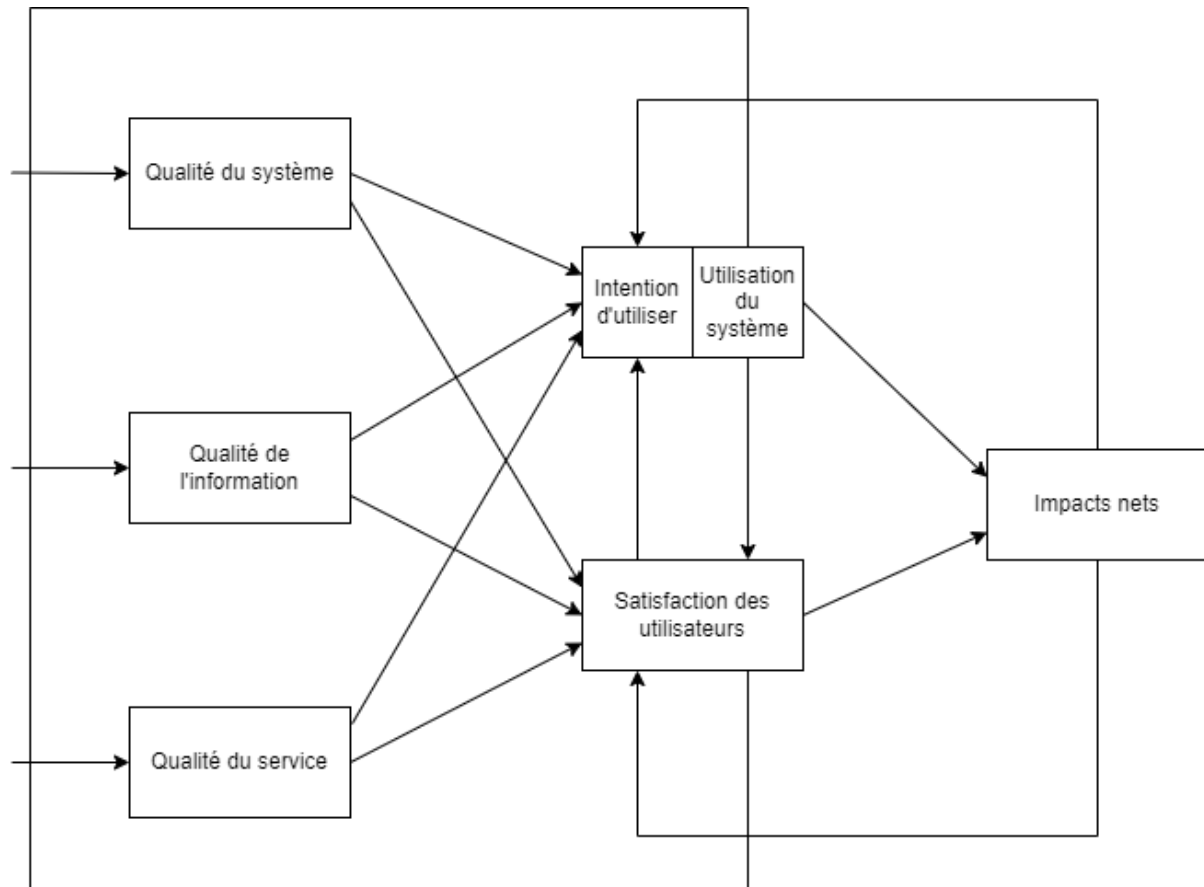 Qualité du système
Intention
d'utiliser
Utilisation
du
système
Qualité de
l'information
Impacts nets
Satisfaction des
utilisateurs
Qualité du service